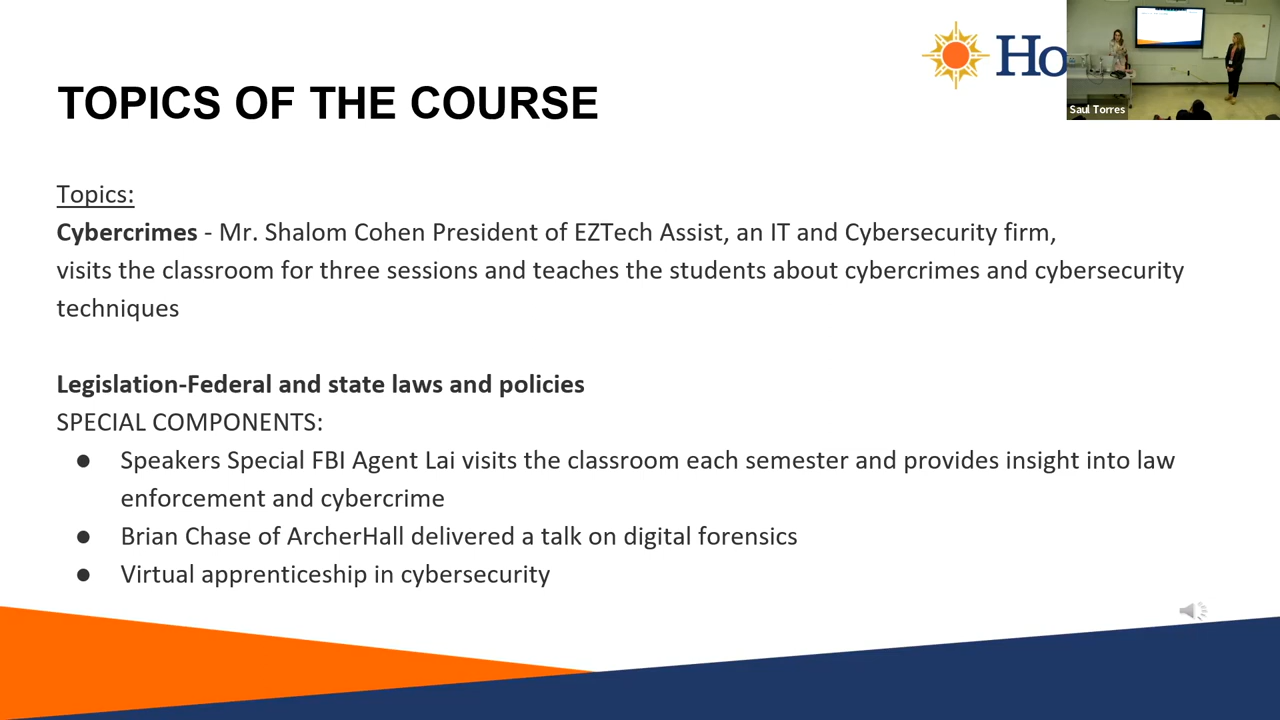 Ho
Saul Torres
TOPICS OF THE COURSE
Topics:
Cybercrimes - Mr. Shalom Cohen President of EZTech Assist, an IT and Cybersecurity firm,
visits the classroom for three sessions and teaches the students about cybercrimes and cybersecurity
techniques
Legislation-Federal and state laws and policies
SPECIAL COMPONENTS:
● Speakers Special FBI Agent Lai visits the classroom each semester and provides insight into law
enforcement and cybercrime
● Brian Chase of ArcherHall delivered a talk on digital forensics
● Virtual apprenticeship in cybersecurity